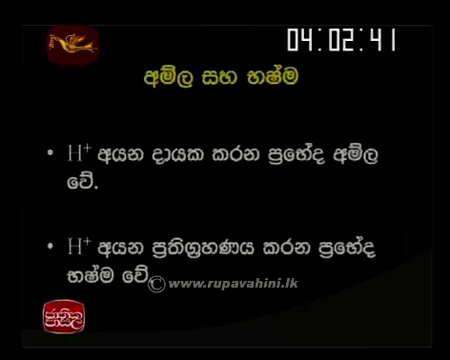 04:02:41
අම්ල සහ භෂ්ම
• H⁺ අයන දායක කරන ප්‍රභේද අම්ල
වේ.
• H⁺ අයන ප්‍රතිග්‍රහණය කරන ප්‍රභේද
භෂ්ම වේ.
© www.rupavahini.lk
ජාතික
පාසල